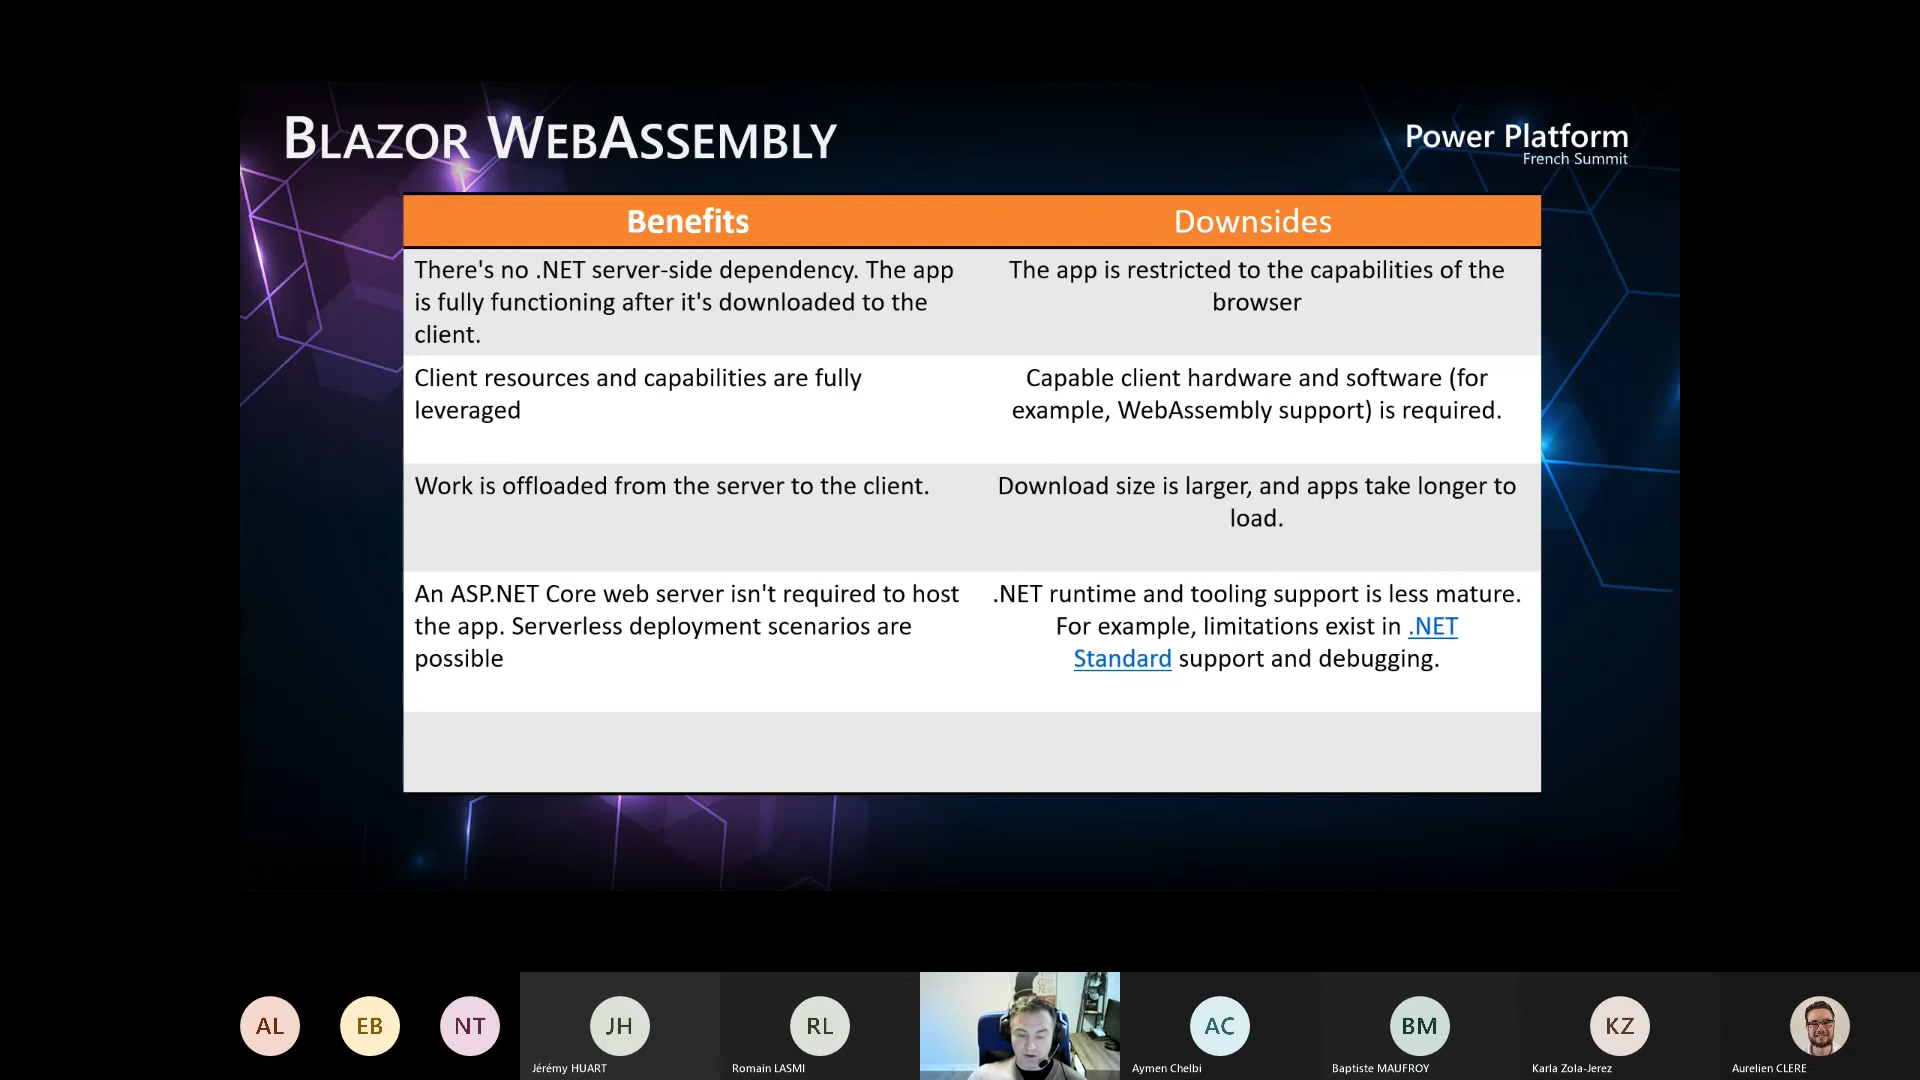 BLAZOR WEBASSEMBLY
Power Platform
French Summit
Benefits
Downsides
There's no .NET server-side dependency. The app
is fully functioning after it's downloaded to the
client.
The app is restricted to the capabilities of the
browser
Client resources and capabilities are fully
leveraged
Capable client hardware and software (for
example, WebAssembly support) is required.
Work is offloaded from the server to the client.
Download size is larger, and apps take longer to
load.
An ASP.NET Core web server isn't required to host
the app. Serverless deployment scenarios are
possible
.NET runtime and tooling support is less mature.
For example, limitations exist in .NET
Standard support and debugging.
AL
EB
NT
JH
Jérémy HUART
RL
Romain LASMI
AC
Aymen Chelbi
BM
Baptiste MAUFROY
KZ
Karla Zola-Jerez
Aurelien CLERE